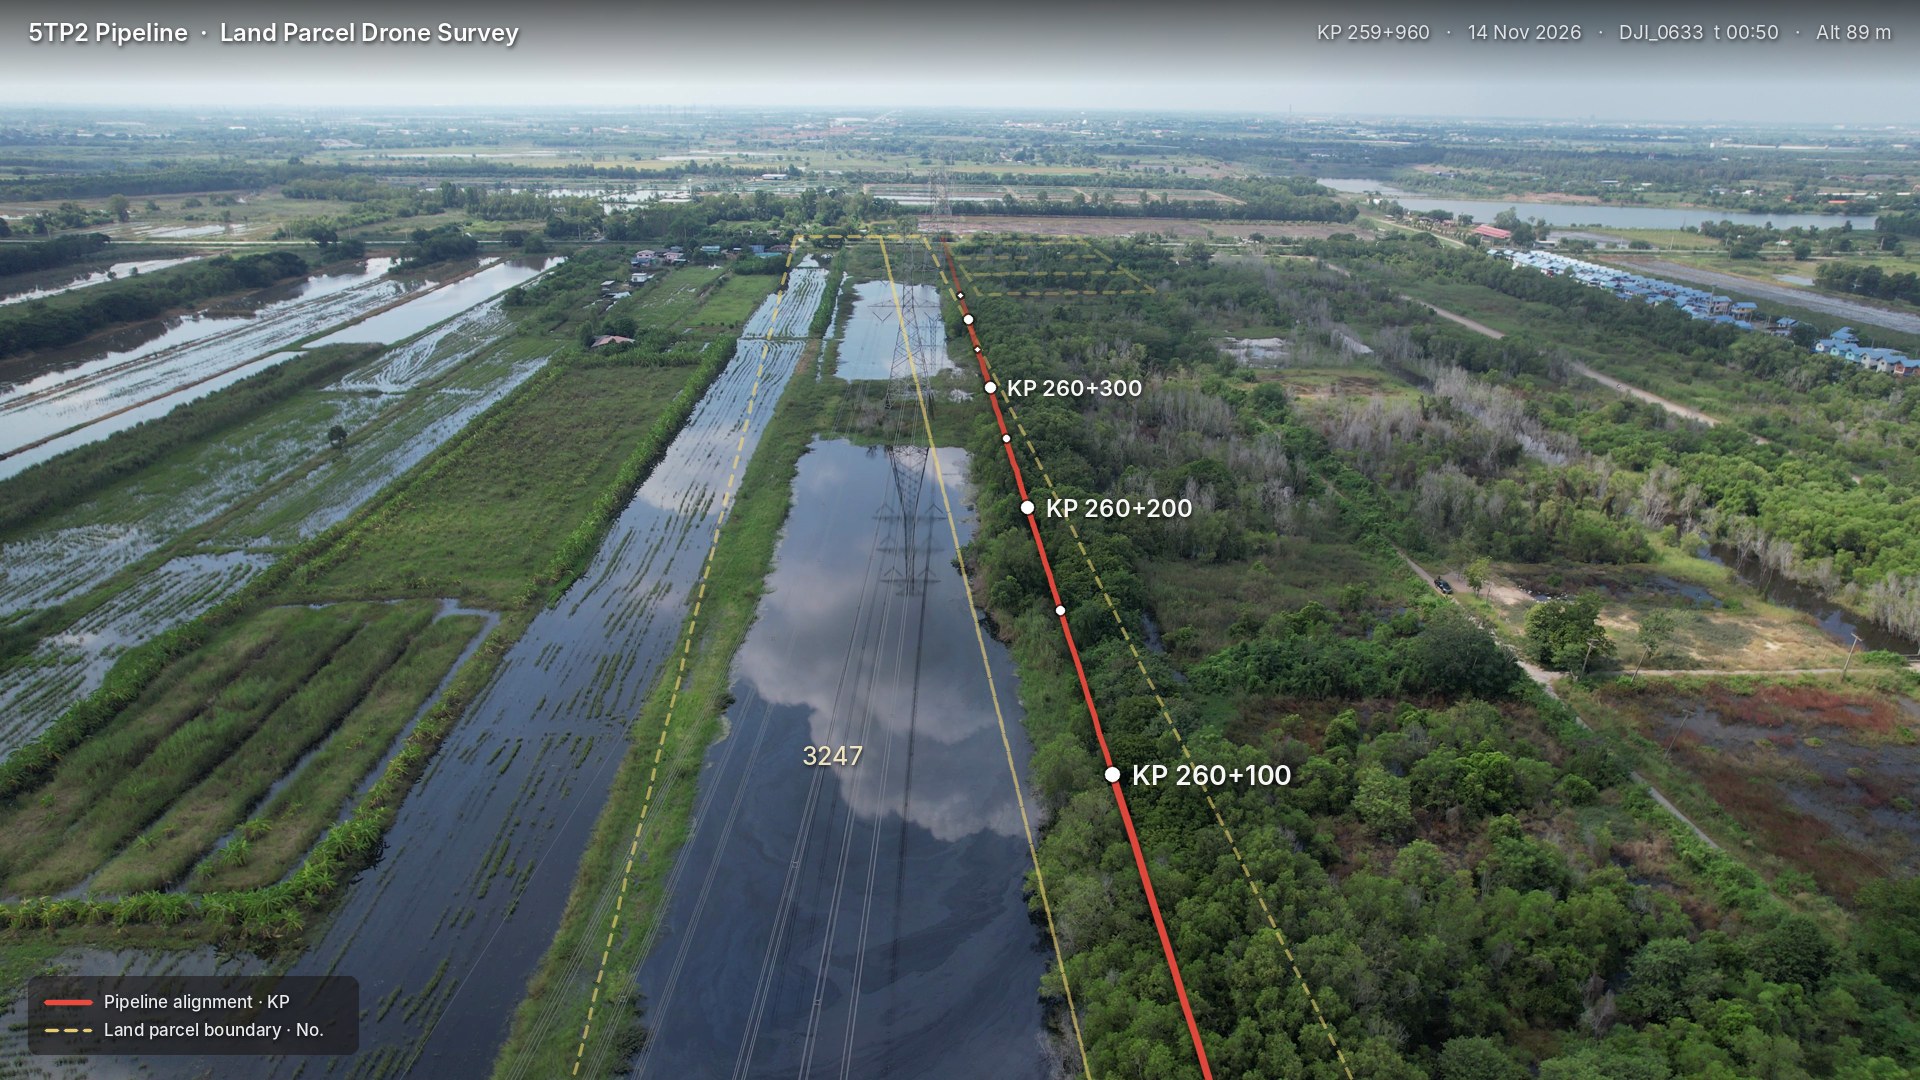 5TP2 Pipeline · Land Parcel Drone Survey
KP 259+960 · 14 Nov 2026 · DJI_0633 t 00:50 · Alt 89 m
KP 260+300
KP 260+200
3247
KP 260+100
Pipeline alignment · KP
Land parcel boundary · No.